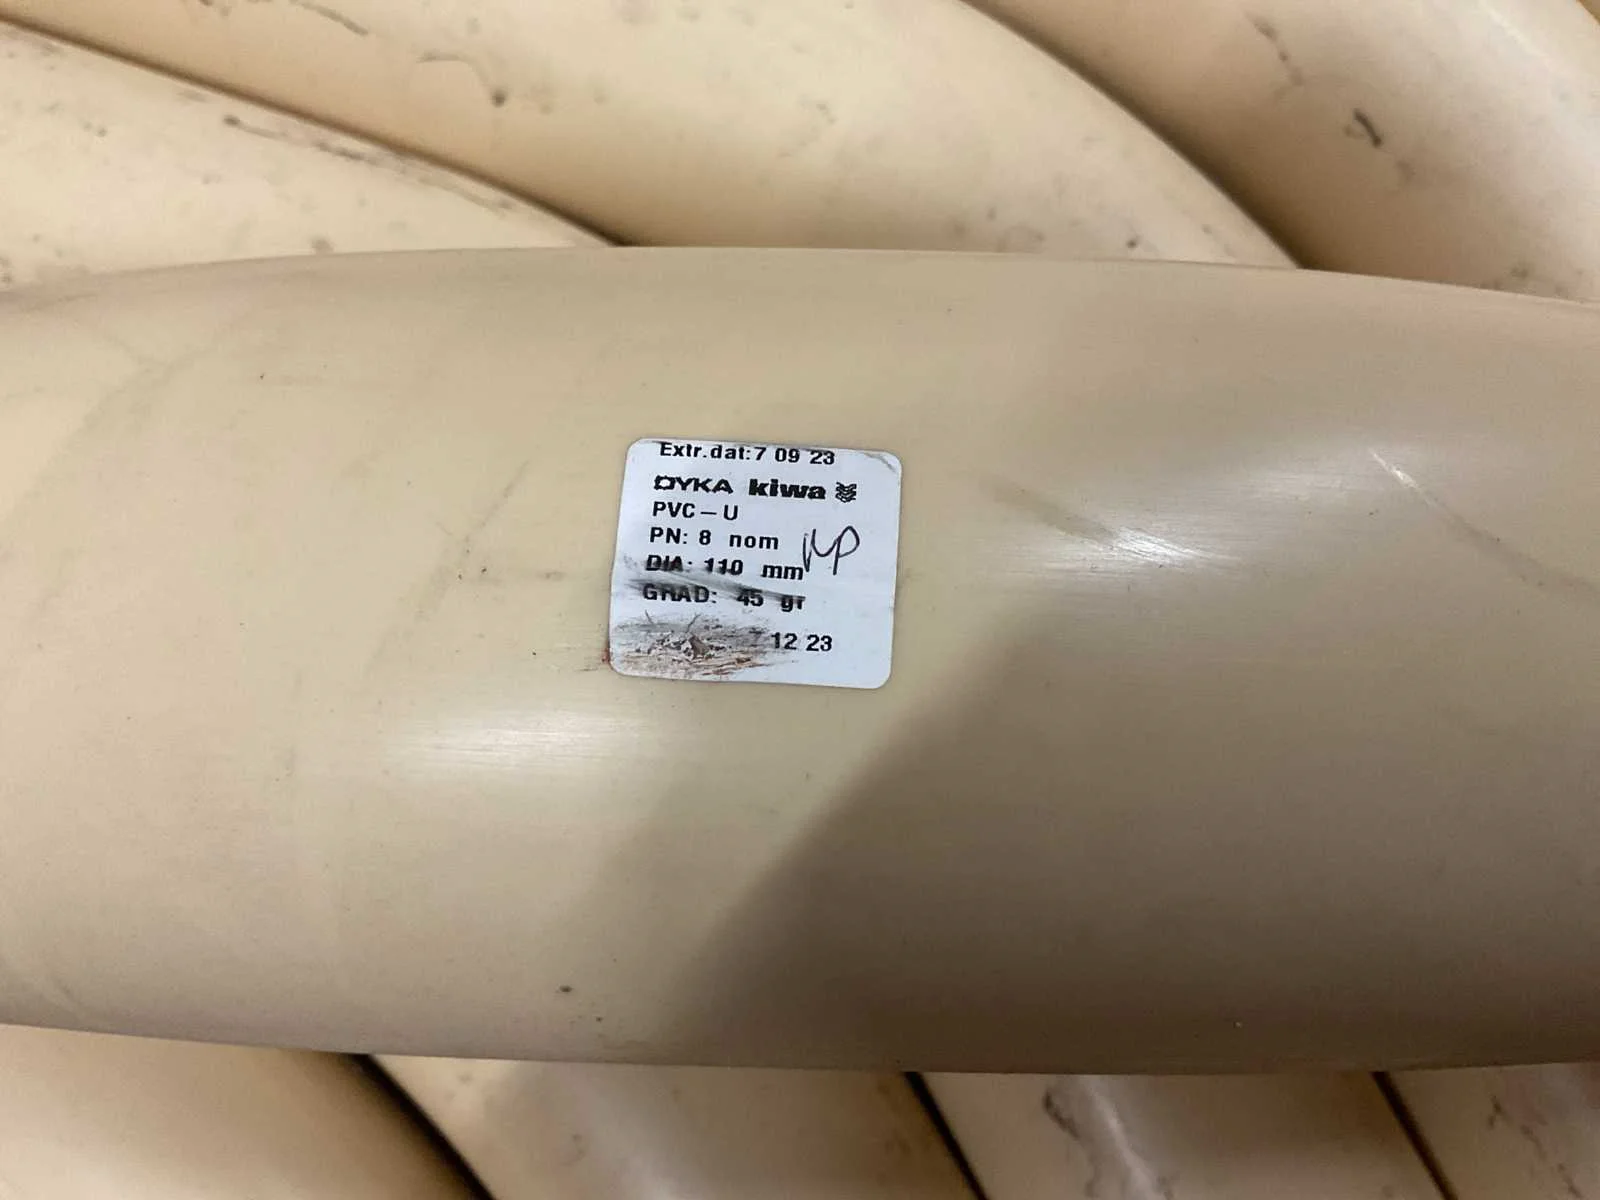 Extr.dat:7 09 23
DYKA kiwa
PVC-U
PN: 8 nom
DIA: 110 mm
GRAD: 45 gr
12 23